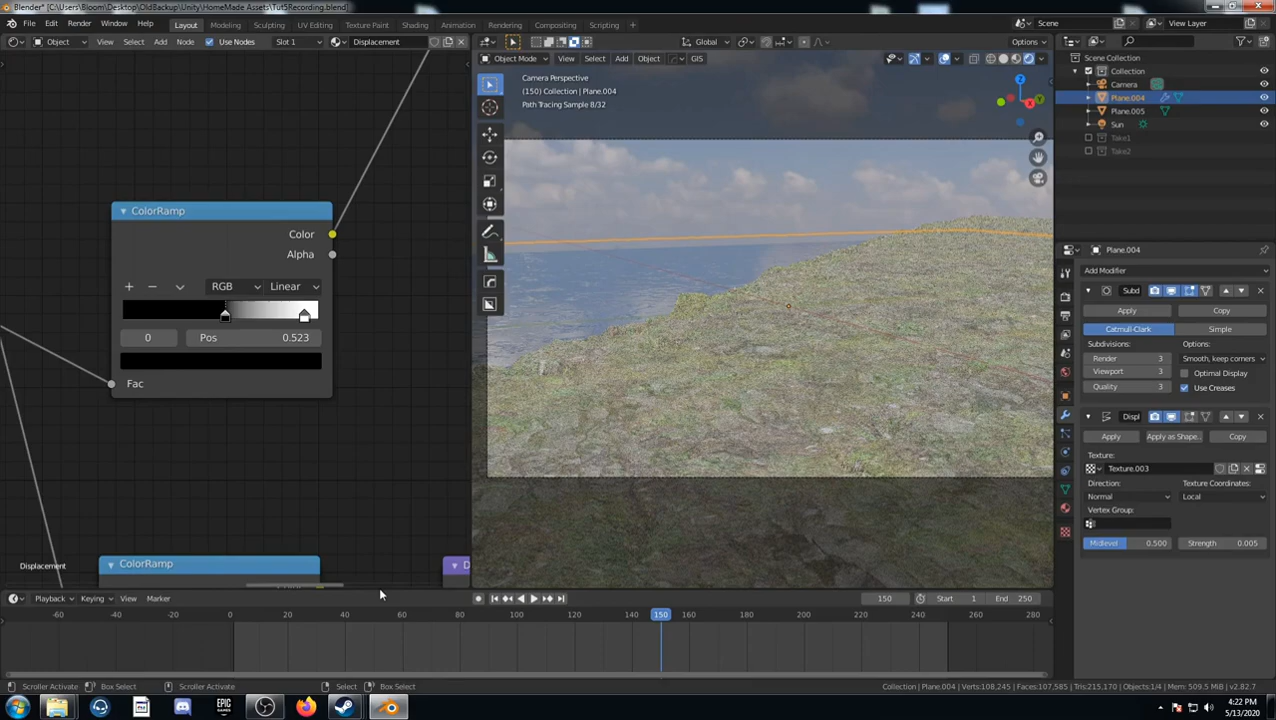 Blender* [C:\Users\Bloom\Desktop\OldBackup\Unity\HomeMade Assets\Tut5Recording.blend]
File Edit Render Window Help Layout Modeling Sculpting UV Editing Texture Paint Shading Animation Rendering Compositing Scripting Scene View Layer
Object View Select Add Node Use Nodes Slot 1 Displacement Global Options
Object Mode View Select Add Object GIS
Camera Perspective
(150) Collection | Plane.004
Path Tracing Sample 8/32
Z
X
Y
Scene Collection
Collection
Camera
Plane.004
Plane.005
Sun
Take1
Take2
ColorRamp
Color
Alpha
RGB Linear
0 Pos 0.523
Fac
Displacement
ColorRamp
D
Plane.004
Add Modifier
Subd
Apply Copy
Catmull-Clark Simple
Subdivisions: Options:
Render 3 Smooth, keep corners
Viewport 3 Optimal Display
Quality 3 Use Creases
Displ
Apply Apply as Shape.. Copy
Texture:
Texture.003
Direction: Texture Coordinates:
Normal Local
Vertex Group:
Midlevel 0.500 Strength 0.005
Playback Keying View Marker 150 Start 1 End 250
-60 -40 -20 0 20 40 60 80 100 120 140 150 160 180 200 220 240 260 280
Scroller Activate Box Select Scroller Activate Select Box Select Collection | Plane.004 | Verts:108,245 | Faces:107,585 | Tris:215,170 | Objects:1/4 | Mem: 509.5 MiB | v2.82.7
EPIC GAMES
4:22 PM
5/13/2020